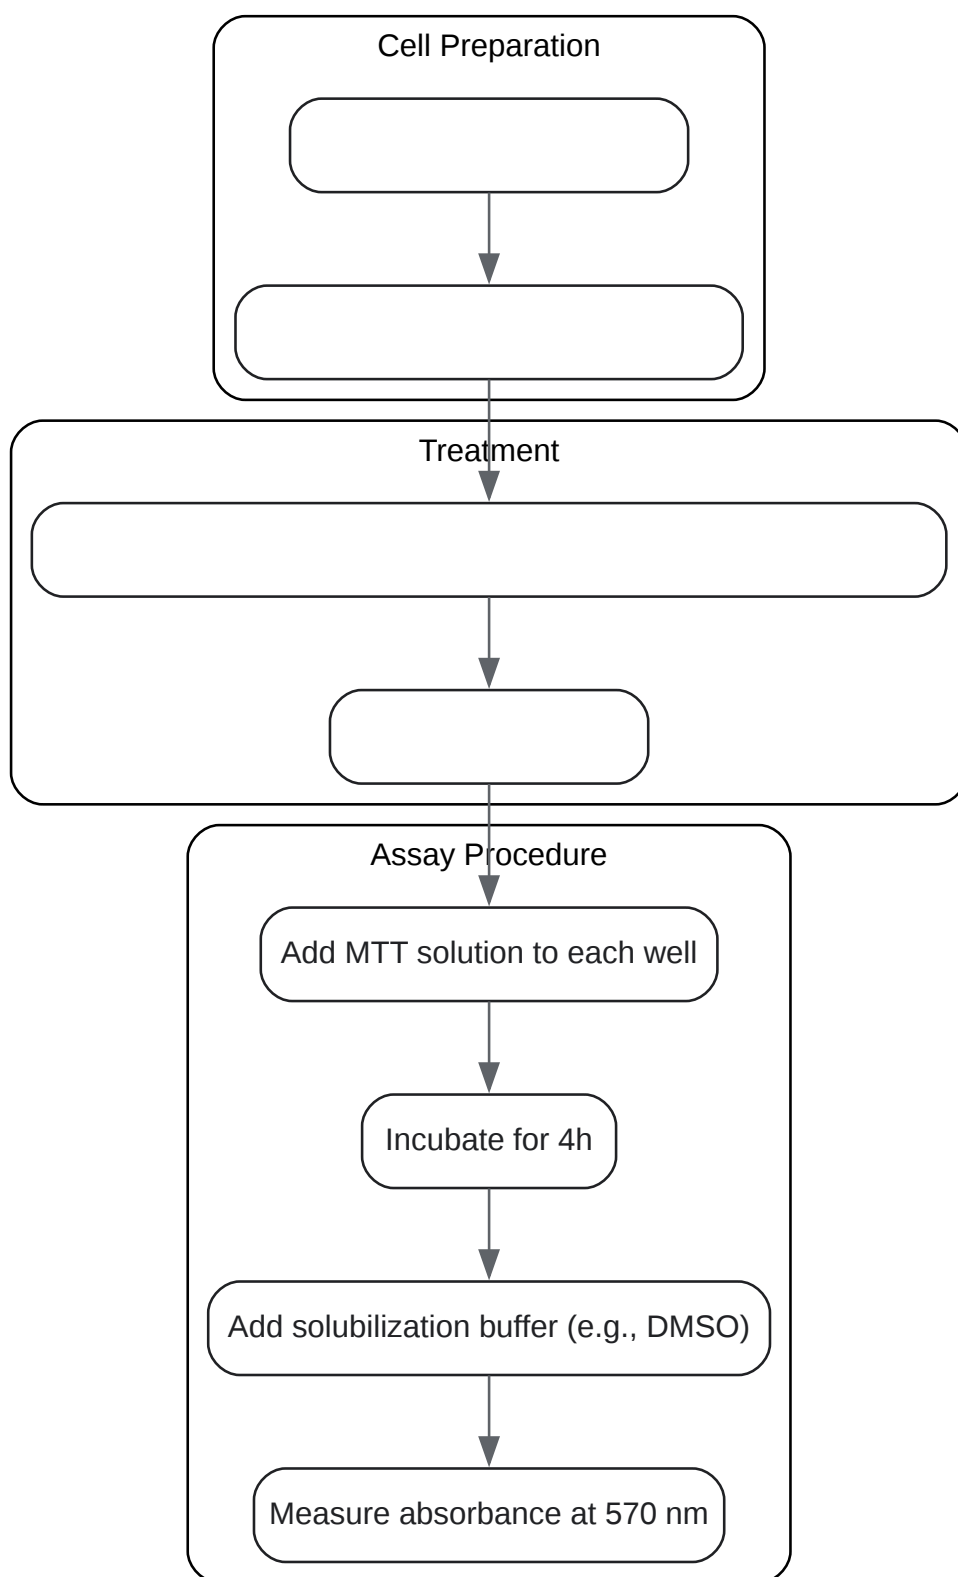 Cell Preparation
Treatment
Assay Procedure
Add MTT solution to each well
Incubate for 4h
Add solubilization buffer (e.g., DMSO)
Measure absorbance at 570 nm